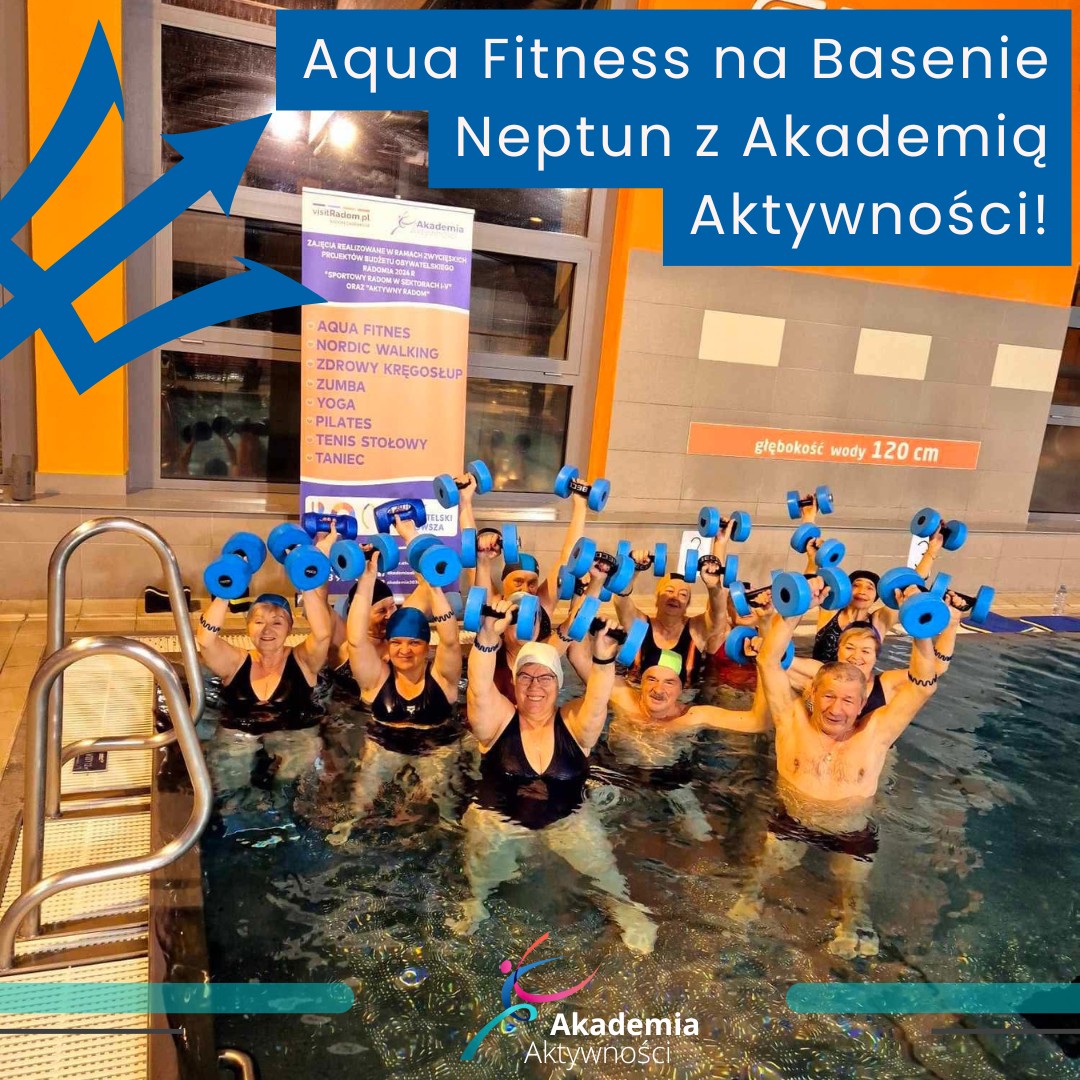 Aqua Fitness na Basenie
Neptun z Akademią
Aktywności!
visitRadom.pl
Akademia
ZAJĘCIA REALIZOWANE W RAMACH ZWYCIĘSKICH
PROJEKTÓW BUDŻETU OBYWATELSKIEGO
RADOMIA 2024 R
"SPORTOWY RADOM W SEKTORACH I-V"
ORAZ "AKTYWNY RADOM"
AQUA FITNES
NORDIC WALKING
ZDROWY KRĘGOSŁUP
ZUMBA
YOGA
PILATES
TENIS STOŁOWY
TANIEC
głębokość wody 120 cm
Akademia
Aktywności